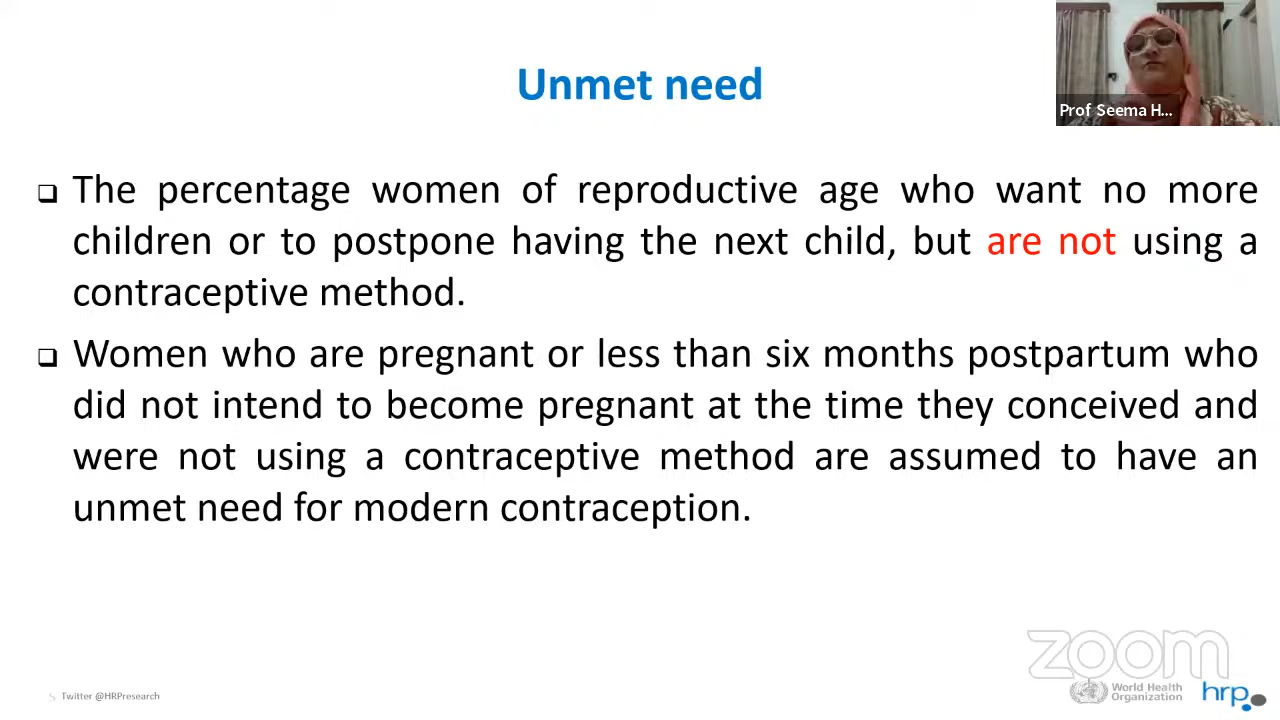 Unmet need
Prof Seema H...
The percentage women of reproductive age who want no more
children or to postpone having the next child, but are not using a
contraceptive method.
Women who are pregnant or less than six months postpartum who
did not intend to become pregnant at the time they conceived and
were not using a contraceptive method are assumed to have an
unmet need for modern contraception.
zoom
Twitter @HRPresearch
World Health
Organization
hrp